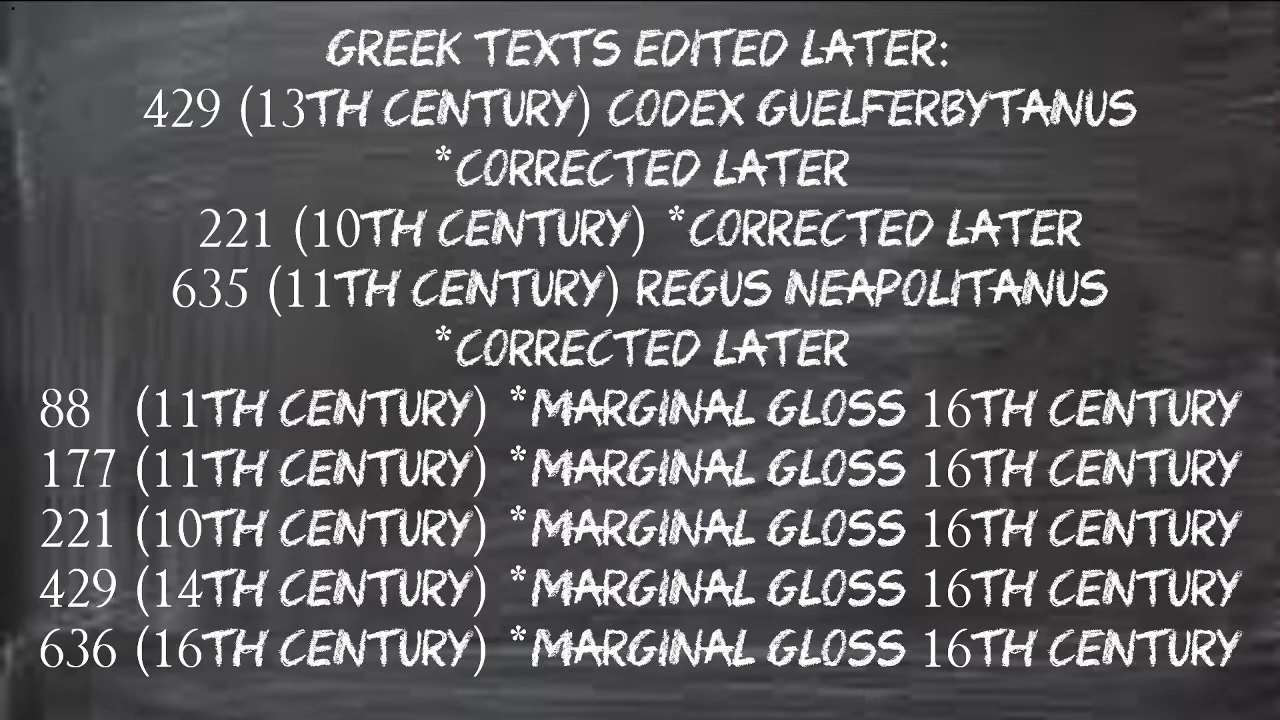 GREEK TEXTS EDITED LATER:
429 (13TH CENTURY) CODEX GUELFERBYTANUS
*CORRECTED LATER
221 (10TH CENTURY) *CORRECTED LATER
635 (11TH CENTURY) REGUS NEAPOLITANUS
*CORRECTED LATER
88 (11TH CENTURY) *MARGINAL GLOSS 16TH CENTURY
177 (11TH CENTURY) *MARGINAL GLOSS 16TH CENTURY
221 (10TH CENTURY) *MARGINAL GLOSS 16TH CENTURY
429 (14TH CENTURY) *MARGINAL GLOSS 16TH CENTURY
636 (16TH CENTURY) *MARGINAL GLOSS 16TH CENTURY